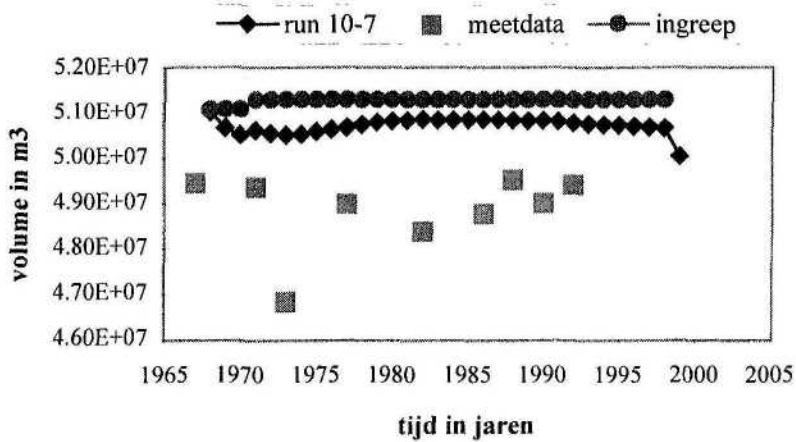 run 10-7 meetdata ingreep
5.20E+07
5.10E+07
5.00E+07
4.90E+07
4.80E+07
4.70E+07
4.60E+07
volume in m3
1965 1970 1975 1980 1985 1990 1995 2000 2005
tijd in jaren